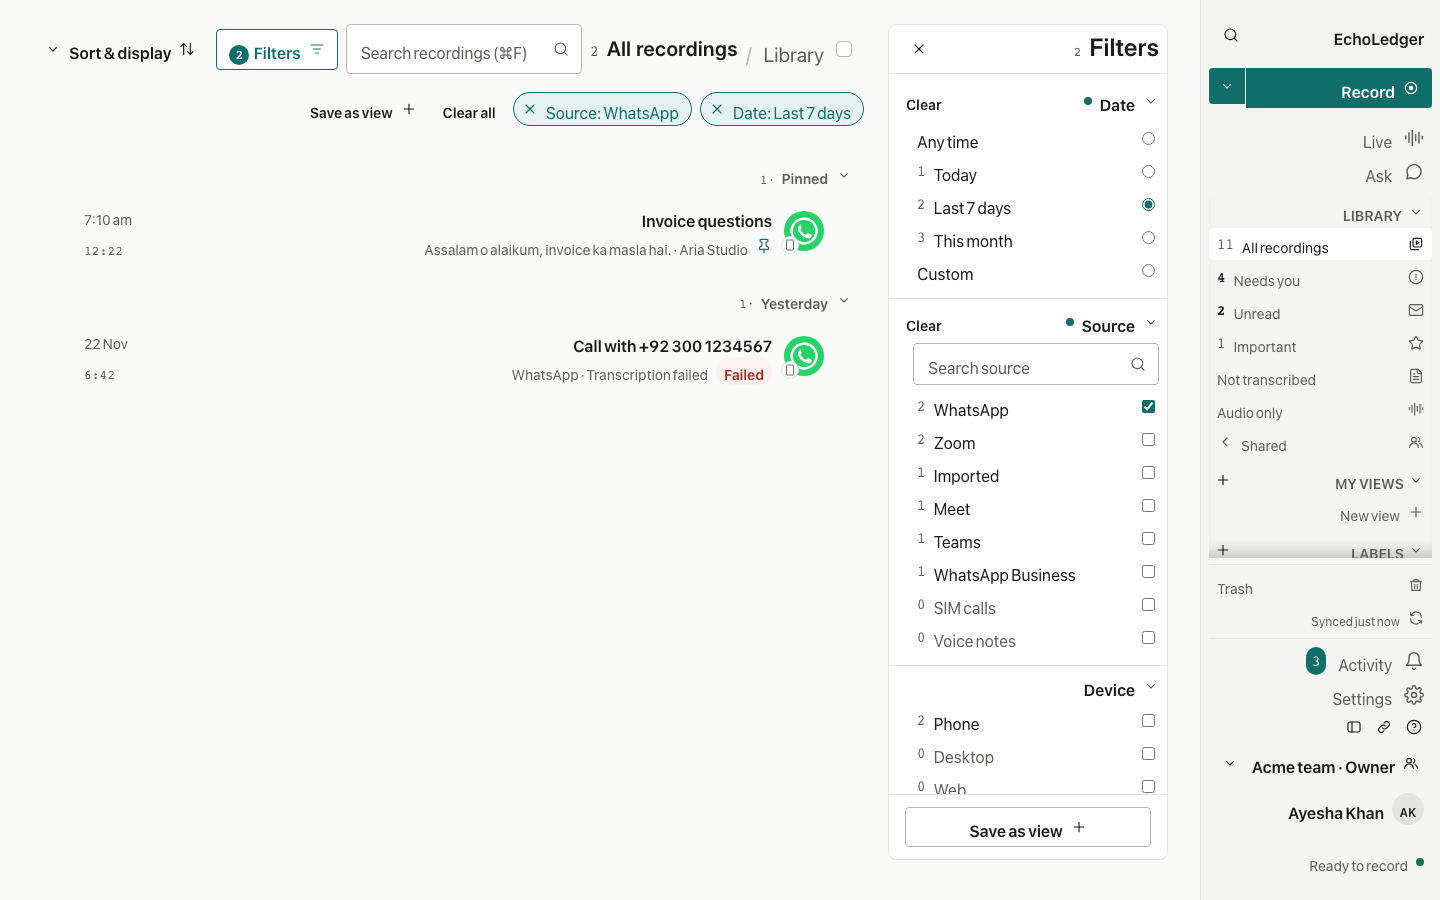 EchoLedger
Record
Live
Ask
LIBRARY
All recordings 11
Needs you 4
Unread 2
Important 1
Not transcribed
Audio only
Shared
MY VIEWS
New view
LABELS
Trash
Synced just now
Activity 3
Settings
Acme team · Owner
AK Ayesha Khan
Ready to record
Filters 2
Date Clear
Any time
Today 1
Last 7 days 2
This month 3
Custom
Source Clear
Search source
WhatsApp 2
Zoom 2
Imported 1
Meet 1
Teams 1
WhatsApp Business 1
SIM calls 0
Voice notes 0
Device
Phone 2
Desktop 0
Web 0
Save as view
Library / All recordings 2
Search recordings (⌘F)
Filters 2
Sort & display
Date: Last 7 days
Source: WhatsApp
Clear all
Save as view
Pinned · 1
Invoice questions
7:10 am
Assalam o alaikum, invoice ka masla hai. · Aria Studio
12:22
Yesterday · 1
Call with +92 300 1234567
22 Nov
WhatsApp · Transcription failed Failed
6:42